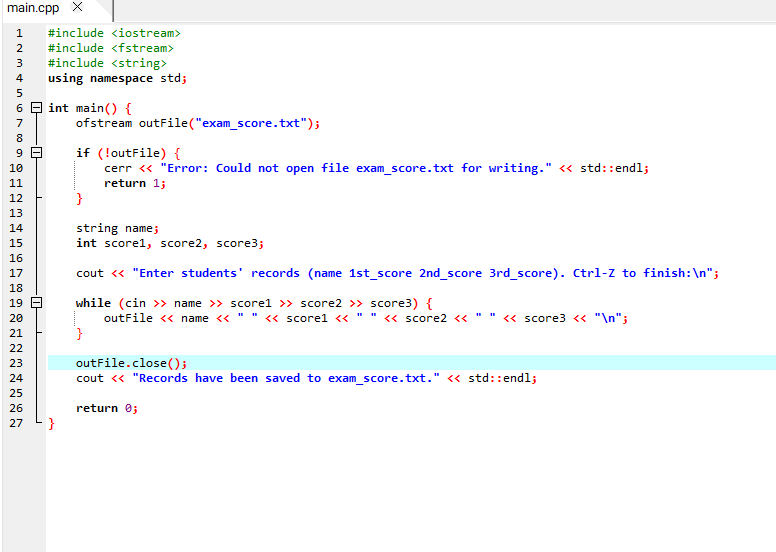 main.cpp
1 #include <iostream>
2 #include <fstream>
3 #include <string>
4 using namespace std;
5
6 int main() {
7 ofstream outFile("exam_score.txt");
8
9 if (!outFile) {
10 cerr << "Error: Could not open file exam_score.txt for writing." << std::endl;
11 return 1;
12 }
13
14 string name;
15 int score1, score2, score3;
16
17 cout << "Enter students' records (name 1st_score 2nd_score 3rd_score). Ctrl-Z to finish:\n";
18
19 while (cin >> name >> score1 >> score2 >> score3) {
20 outFile << name << " " << score1 << " " << score2 << " " << score3 << "\n";
21 }
22
23 outFile.close();
24 cout << "Records have been saved to exam_score.txt." << std::endl;
25
26 return 0;
27 }